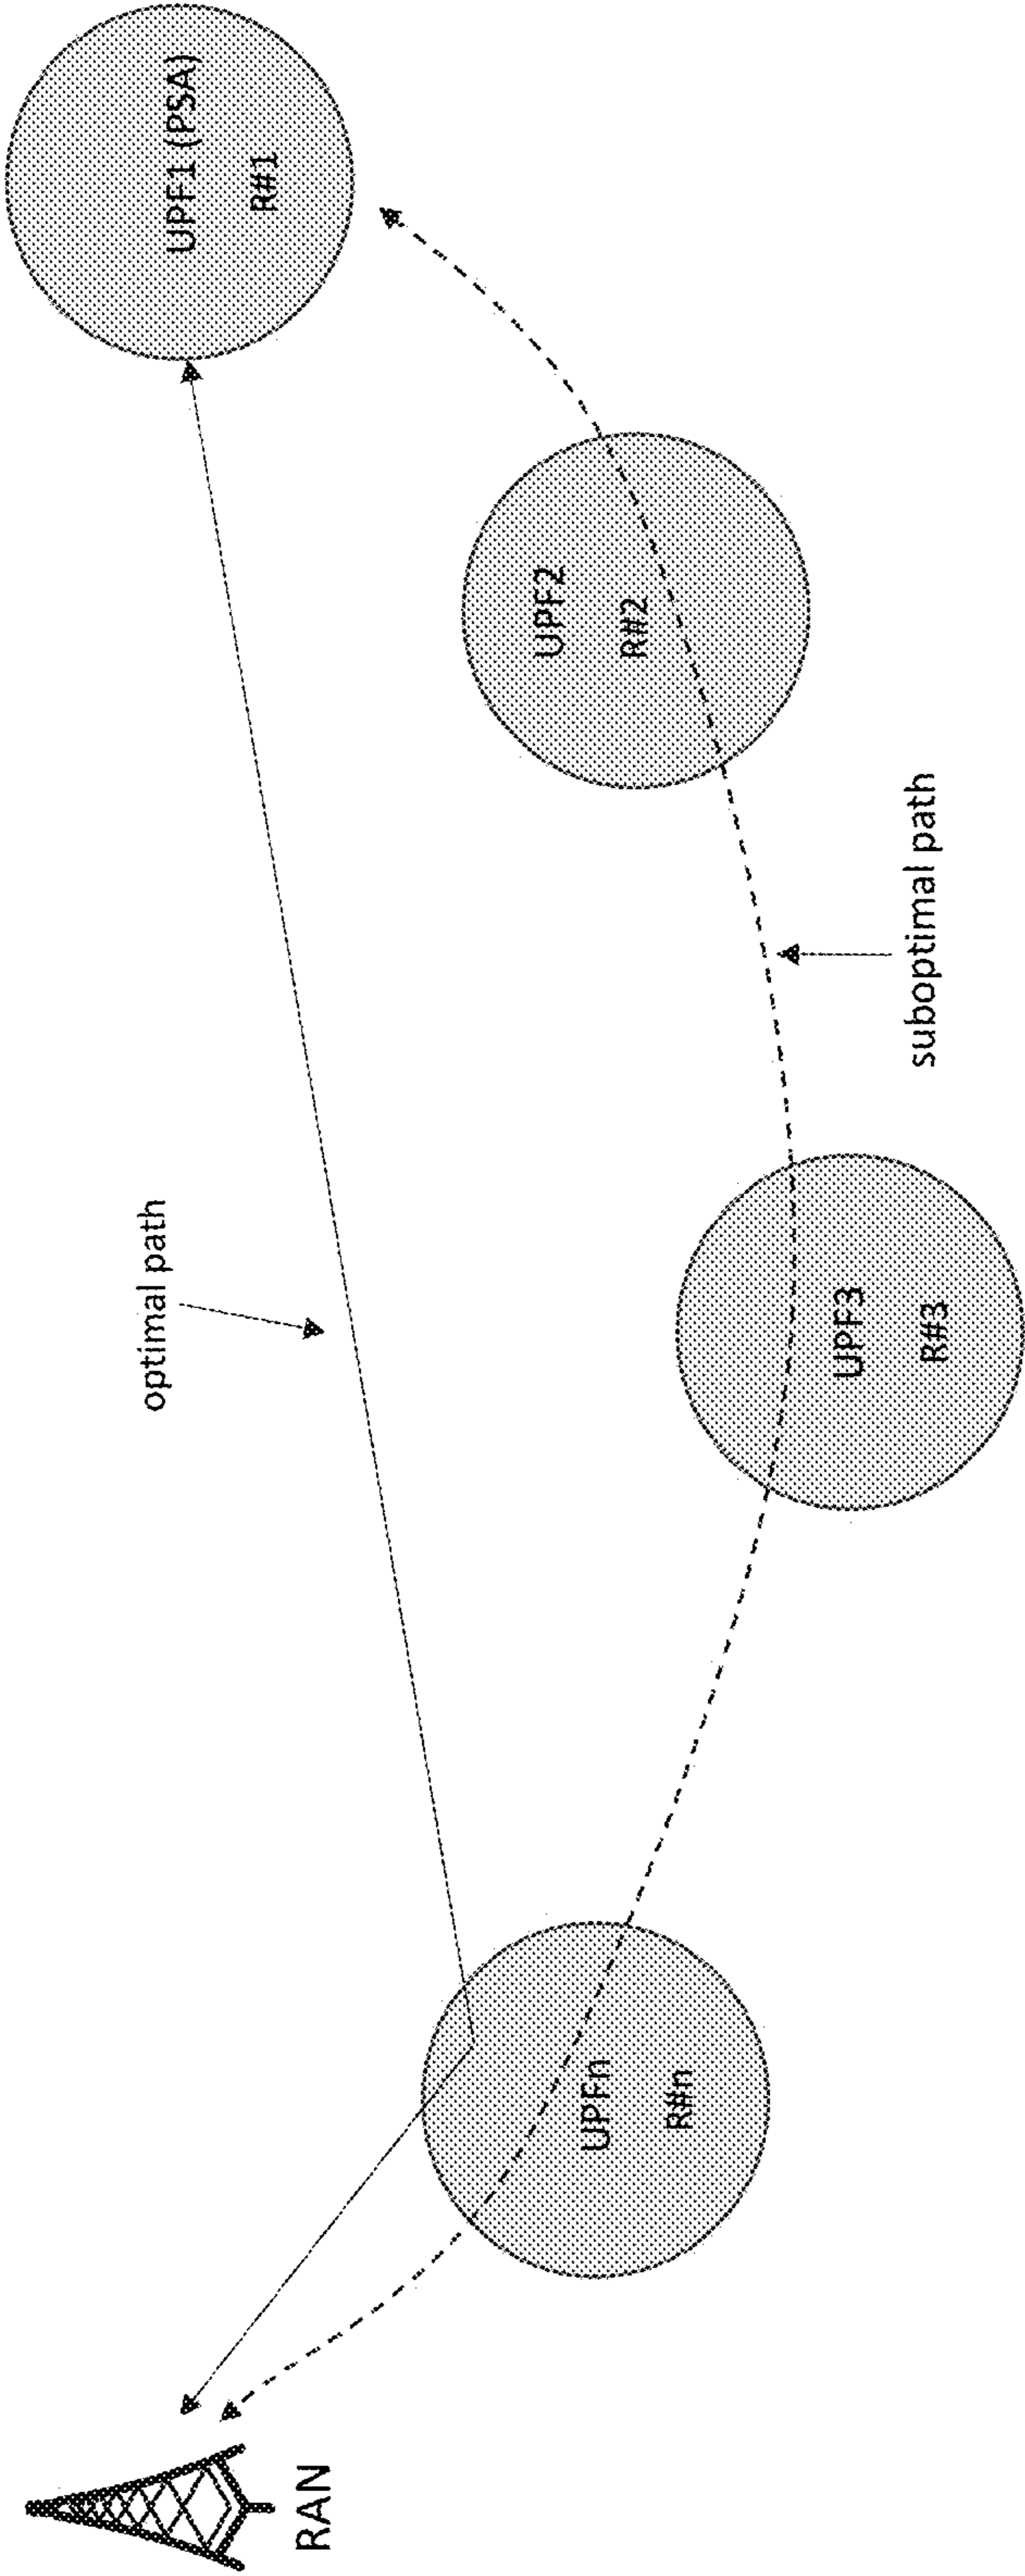 RAN
optimal path
UPF1 (PSA)
R#1
UPF2
R#2
UPFn
R#n
UPF3
R#3
suboptimal path